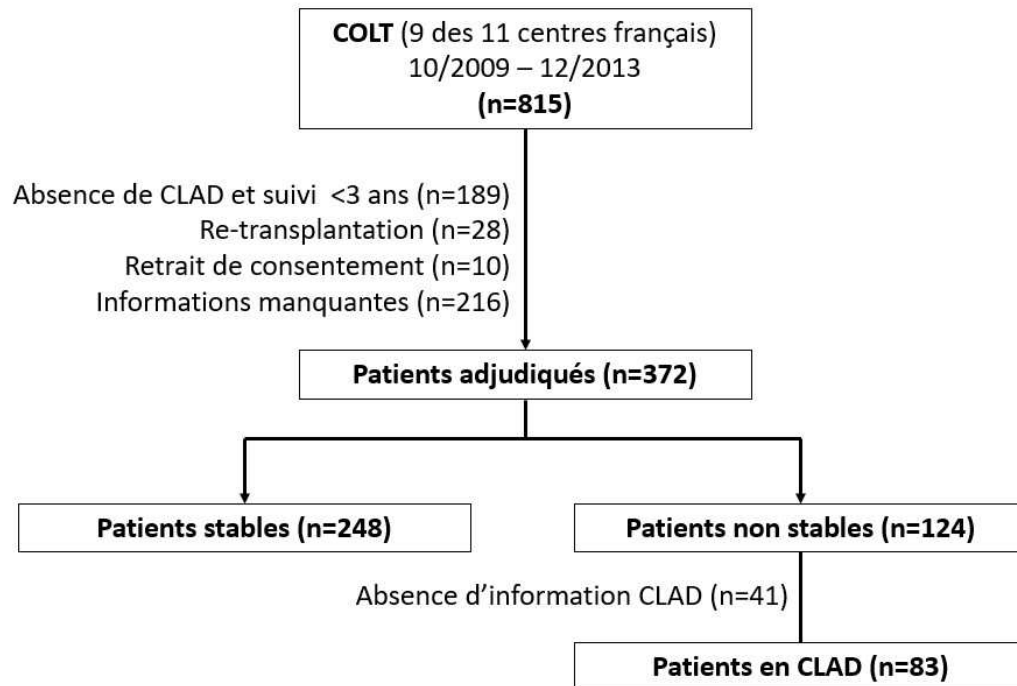 COLT (9 des 11 centres français)
10/2009 – 12/2013
(n=815)
Absence de CLAD et suivi <3 ans (n=189)
Re-transplantation (n=28)
Retrait de consentement (n=10)
Informations manquantes (n=216)
Patients adjudiqués (n=372)
Patients stables (n=248)
Patients non stables (n=124)
Absence d’information CLAD (n=41)
Patients en CLAD (n=83)